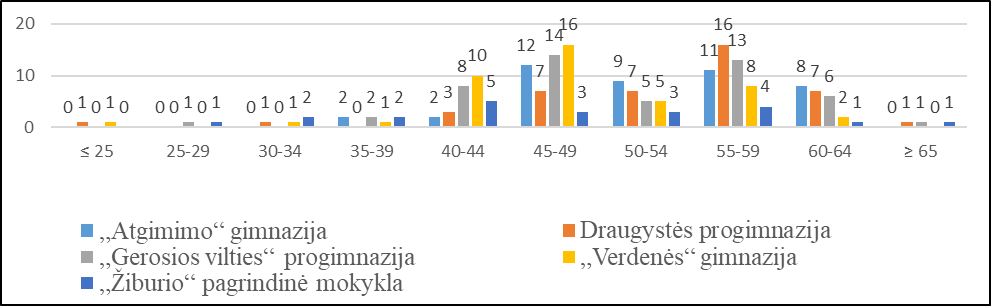 20
10
0
0 1 0 1 0
0 0 1 0 1
0 1 0 1 2
2 0 2 1 2
2 3 8 10 5
12 7 14 16 3
9 7 5 5 3
11 16 13 8 4
8 7 6 2 1
0 1 1 0 1
≤ 25 25-29 30-34 35-39 40-44 45-49 50-54 55-59 60-64 ≥ 65
„Atgimimo“ gimnazija Draugystės progimnazija
„Gerosios vilties“ progimnazija „Verdenės“ gimnazija
„Žiburio“ pagrindinė mokykla